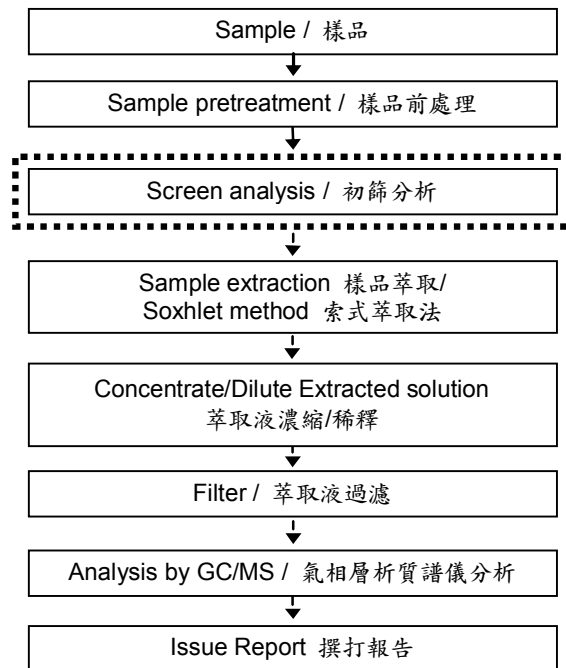 Sample / 樣品
Sample pretreatment / 樣品前處理
Screen analysis / 初篩分析
Sample extraction 樣品萃取/
Soxhlet method 索式萃取法
Concentrate/Dilute Extracted solution
萃取液濃縮/稀釋
Filter / 萃取液過濾
Analysis by GC/MS / 氣相層析質譜儀分析
Issue Report 撰打報告